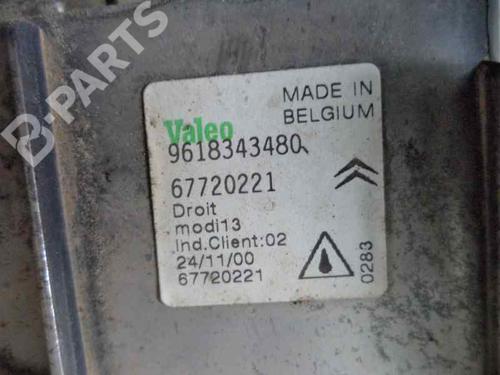 B-PARTS
MADE IN
BELGIUM
Valeo
9618343480
67720221
Droit
modi13
Ind.Client:02
24/11/00
67720221
0283